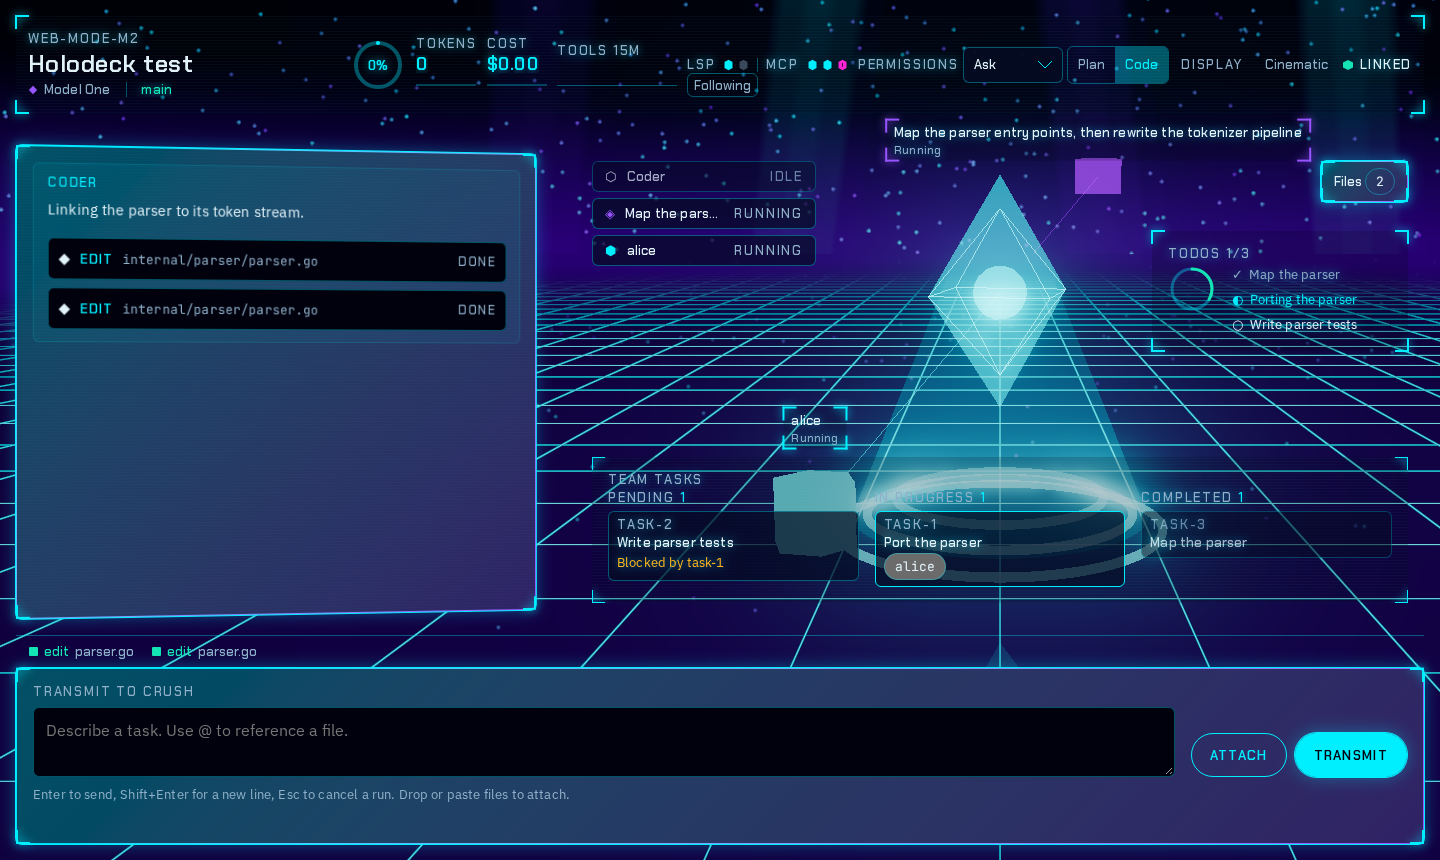 WEB-MODE-M2
Holodeck test
Model One
main
0%
TOKENS
0
COST
$0.00
TOOLS 15M
LSP
MCP
PERMISSIONS
Ask
Plan
Code
DISPLAY
Cinematic
LINKED
Following
CODER
Linking the parser to its token stream.
EDIT internal/parser/parser.go DONE
EDIT internal/parser/parser.go DONE
Coder IDLE
Map the pars... RUNNING
alice RUNNING
Map the parser entry points, then rewrite the tokenizer pipeline
Running
Files 2
TODOS 1/3
✓ Map the parser
Porting the parser
Write parser tests
alice
Running
TEAM TASKS
PENDING 1
TASK-2
Write parser tests
Blocked by task-1
IN PROGRESS 1
TASK-1
Port the parser
alice
COMPLETED 1
TASK-3
Map the parser
edit parser.go
edit parser.go
TRANSMIT TO CRUSH
Describe a task. Use @ to reference a file.
ATTACH
TRANSMIT
Enter to send, Shift+Enter for a new line, Esc to cancel a run. Drop or paste files to attach.